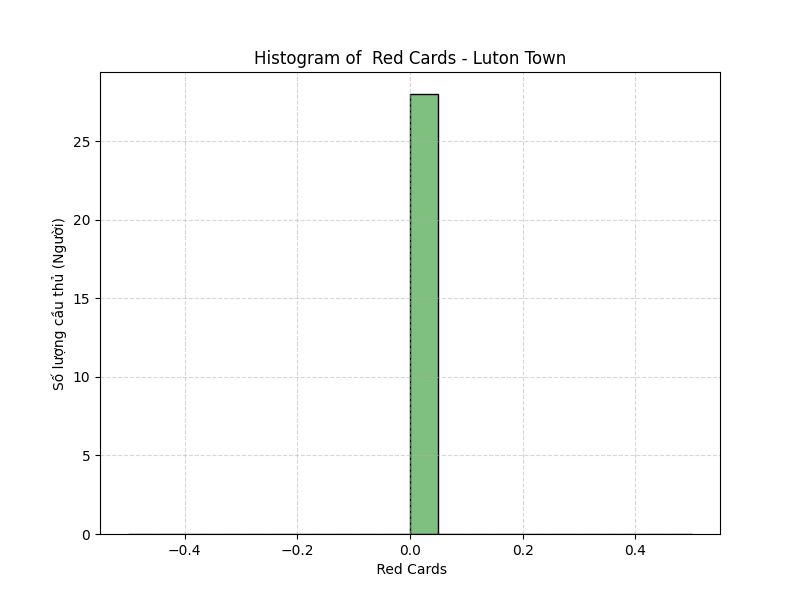 Histogram of  Red Cards - Luton Town
Số lượng cầu thủ (Người)
25
20
15
10
5
0
−0.4 −0.2 0.0 0.2 0.4
Red Cards